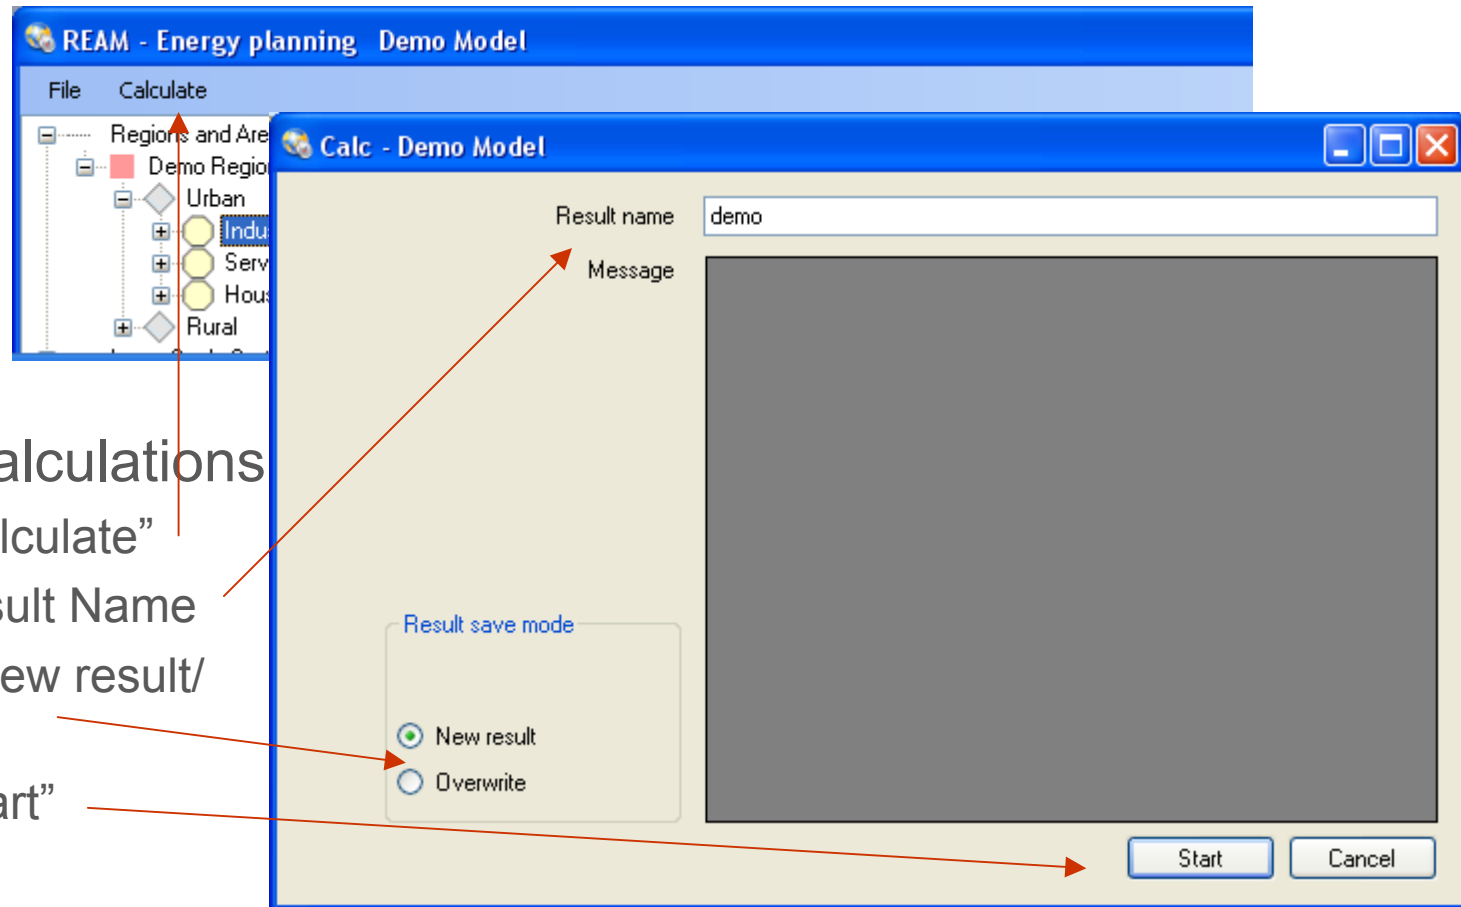 REAM - Energy planning Demo Model
File Calculate
Regions and Are
Demo Region
Urban
Indu
Serv
Hous
Rural
Calc - Demo Model
Result name demo
Message
Result save mode
New result
Overwrite
Start Cancel
alculations
lculate”
sult Name
ew result/
art”